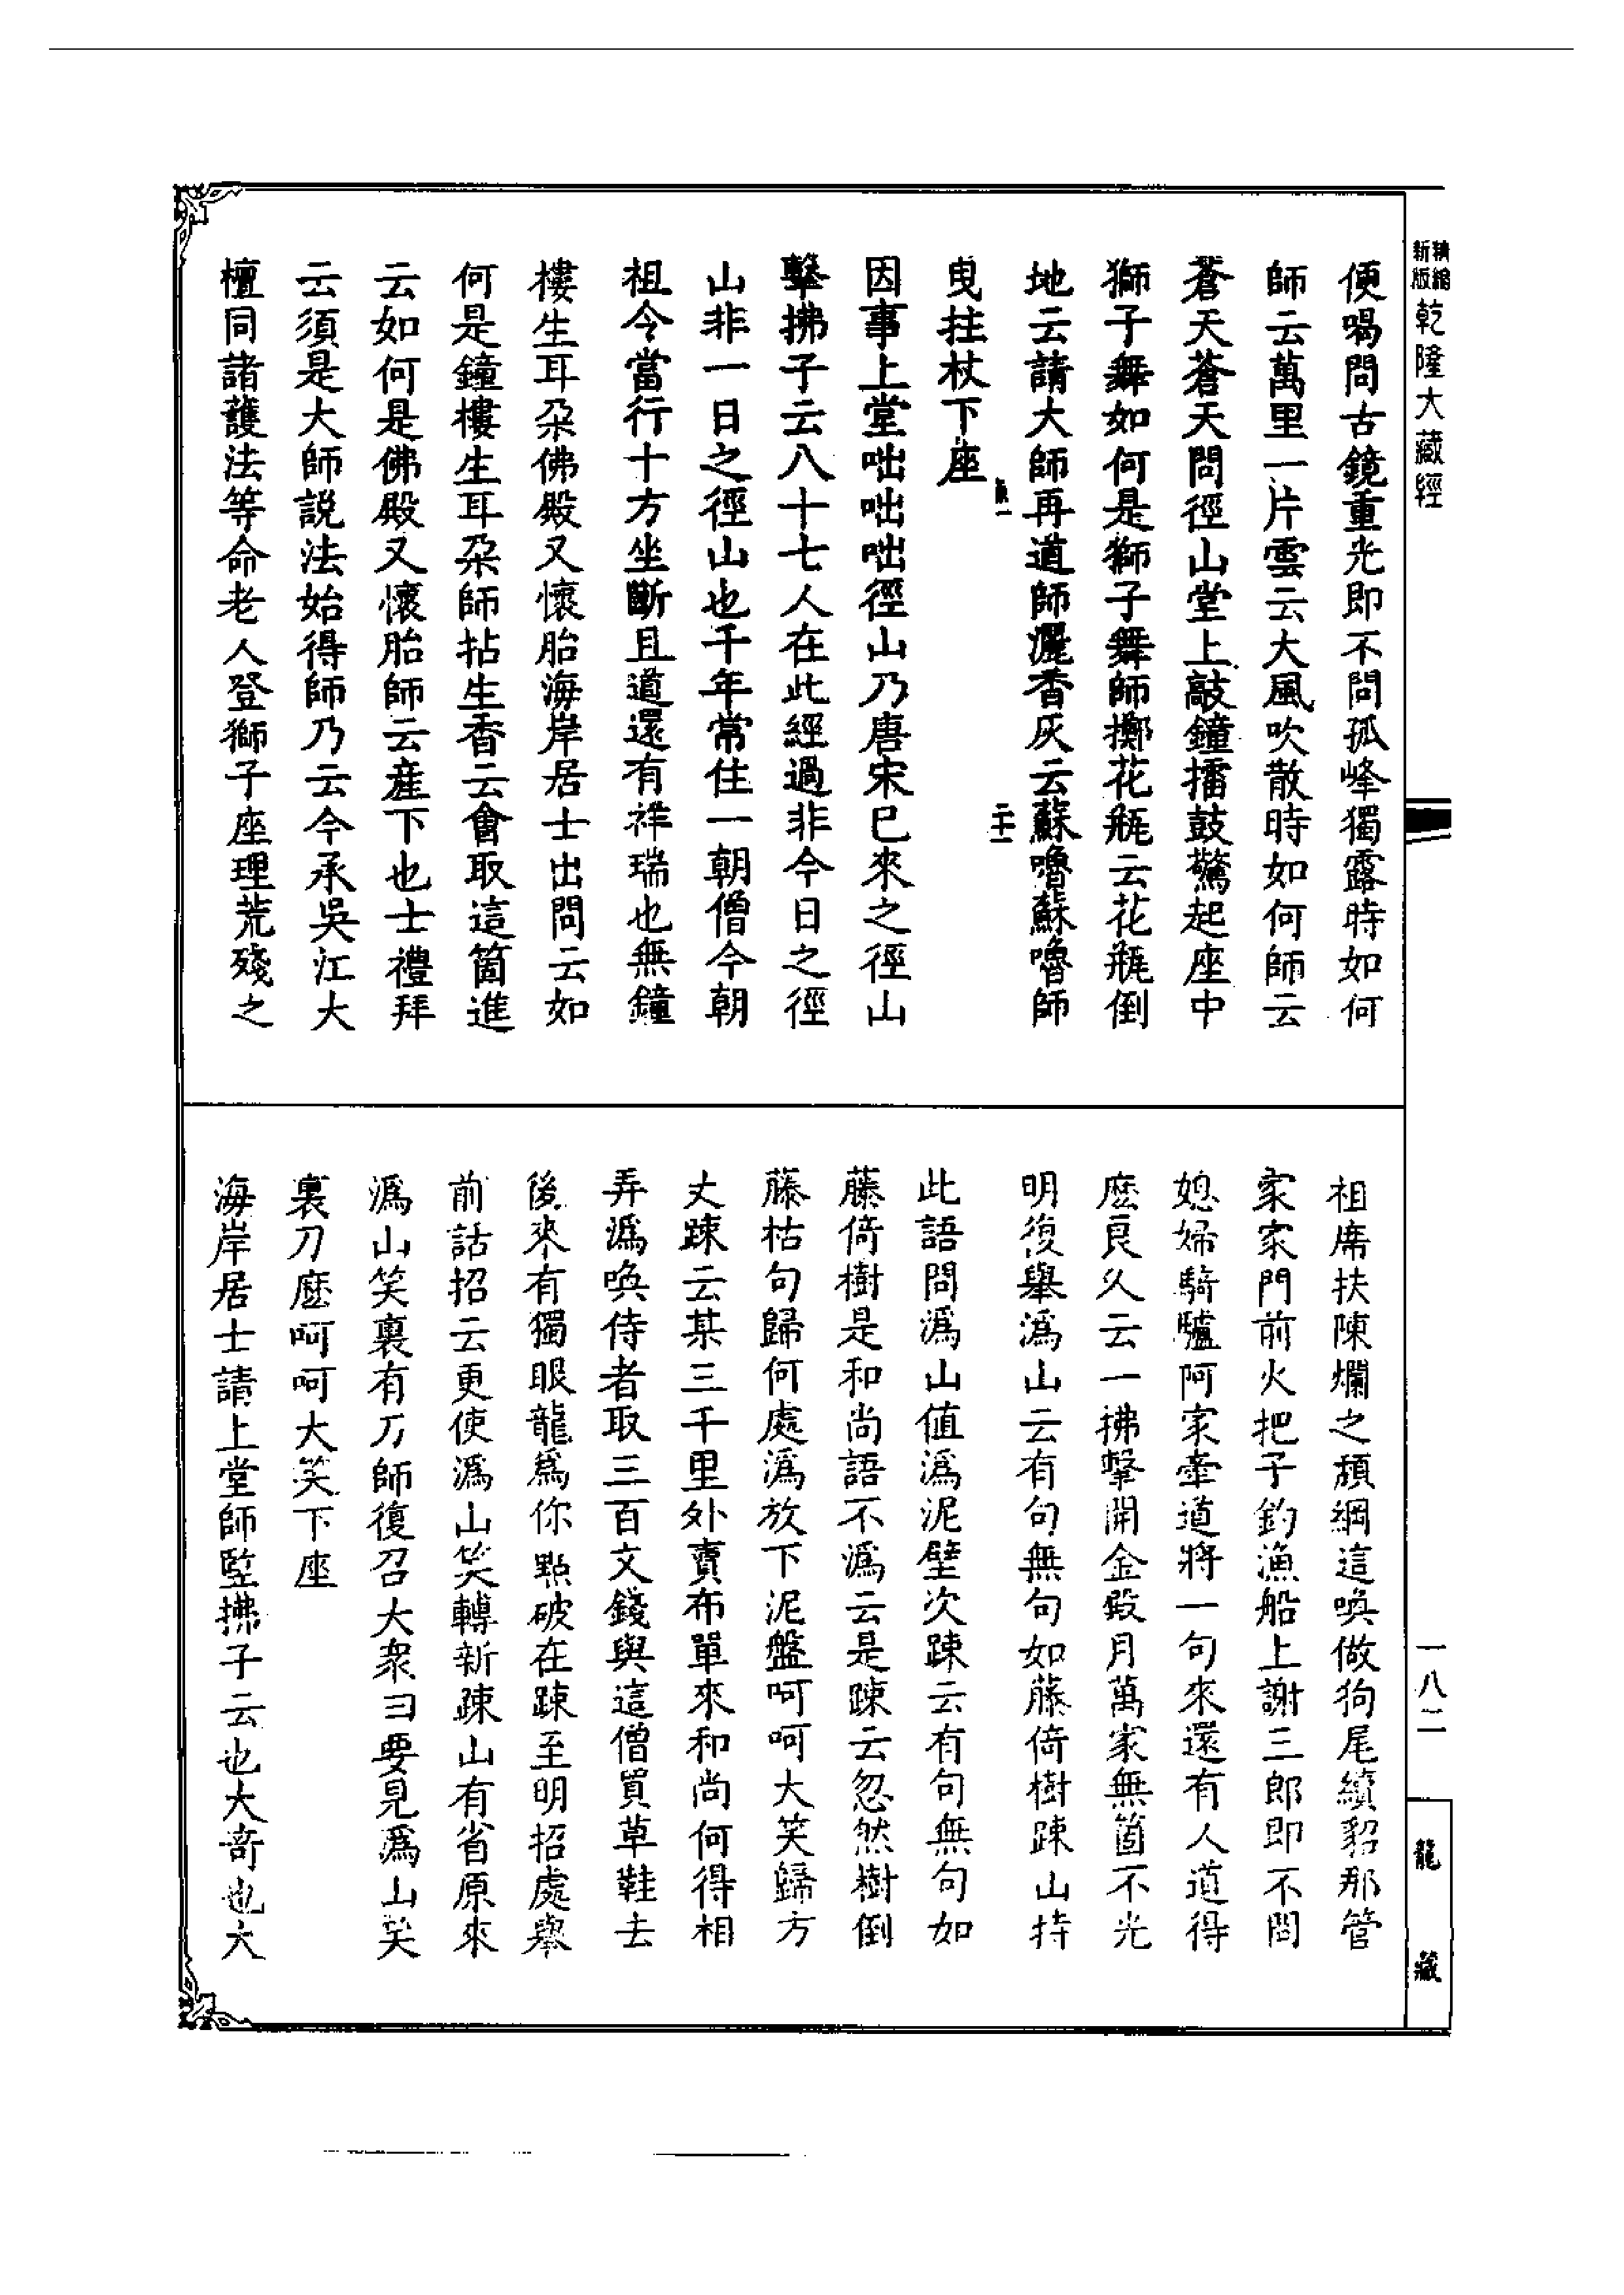 精縮新版乾隆大藏經
便喝問古鏡重光即不問孤峰獨露時如何
師云萬里一片雲云大風吹散時如何師云
蒼天蒼天問徑山堂上敲鐘擂鼓驚起座中
獅子舞如何是獅子舞師擲花瓶云花瓶倒
地云請大師再道師灑香灰云蘇嚕蘇嚕師
曳拄杖下座
因事上堂咄咄咄徑山乃唐宋巳來之徑山
擊拂子云八十七人在此經過非今日之徑
山非一日之徑山也千年常住一朝僧今朝
祖令當行十方坐斷且道還有祥瑞也無鐘
樓生耳朵佛殿又懷胎海岸居士出問云如
何是鐘樓生耳朵師拈生香云會取這箇進
云如何是佛殿又懷胎師云產下也士禮拜
云須是大師説法始得師乃云今承吳江大
檀同諸護法等命老人登獅子座理荒殘之
祖席扶陳爛之頹綱這喚做狗尾續貂那管
家家門前火把子釣漁船上謝三郎即不問
媳婦騎驢阿家牽道將一句來還有人道得
麽良久云一拂擊開金殿月萬家無箇不光
明復舉溈山云有句無句如藤倚樹疎山持
此語問溈山值溈泥壁次疎云有句無句如
藤倚樹是和尚語不溈云是疎云忽然樹倒
藤枯句歸何處溈放下泥盤呵呵大笑歸方
丈疎云某三千里外賣布單來和尚何得相
弄溈喚侍者取三百文錢與這僧買草鞋去
後來有獨眼龍爲你點破在疎至明招處舉
前話招云更使溈山笑轉新疎山有省原來
溈山笑裏有刀師復召大衆曰要見溈山笑
裏刀麽呵呵大笑下座
海岸居士請上堂師監拂子云也大奇也大
二十一
一八二
龍藏